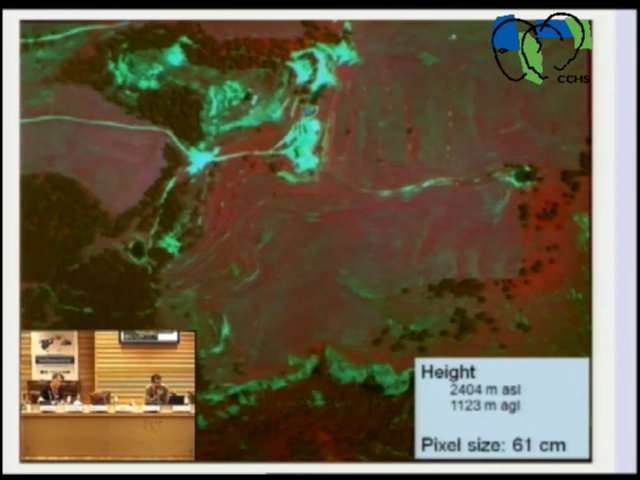 CCHS
Height
2404 m asl
1123 m agl
Pixel size: 61 cm